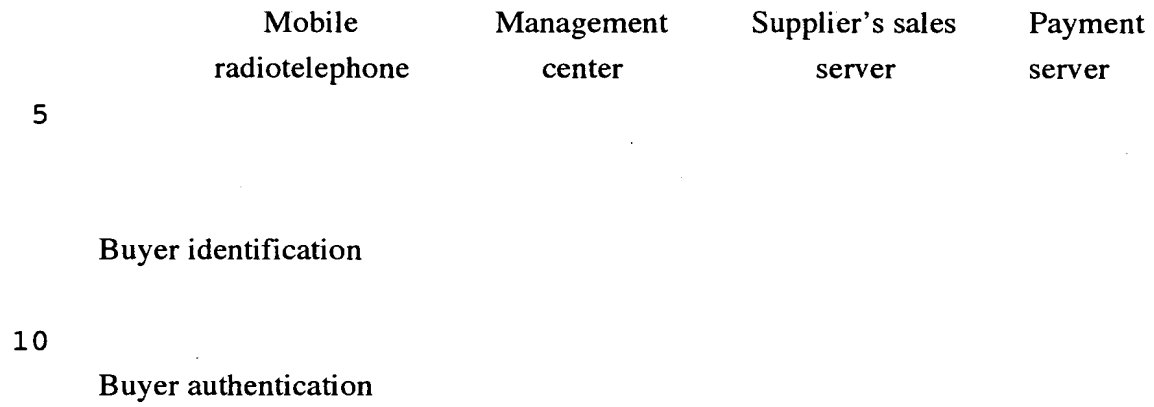 Mobile Management Supplier's sales Payment
radiotelephone center server server
5
Buyer identification
10
Buyer authentication